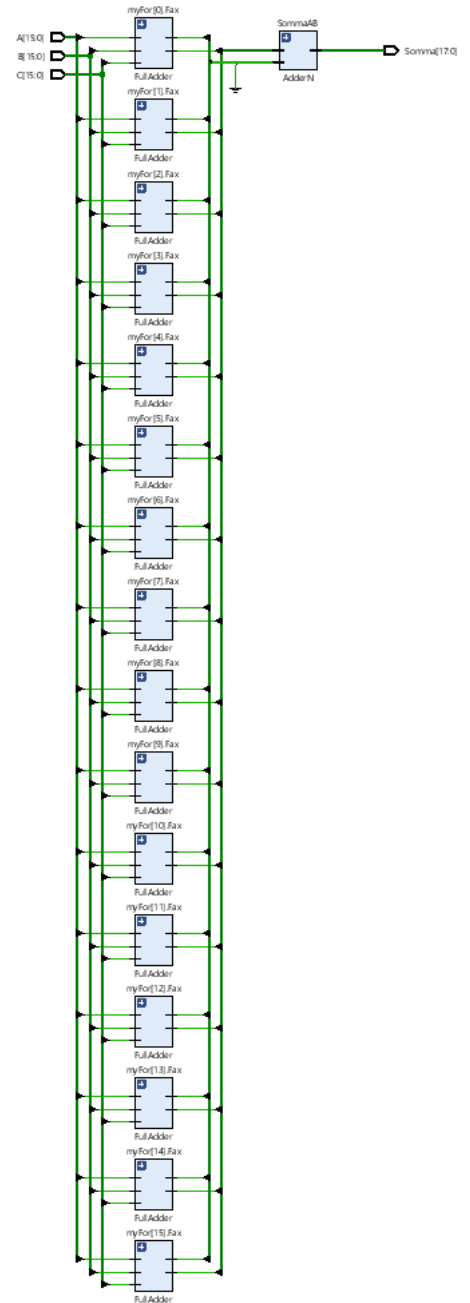 myFor[0].Fax
SommaAB
A[15:0]
B[15:0]
C[15:0]
Somma[17:0]
FullAdder
AdderN
myFor[1].Fax
FullAdder
myFor[2].Fax
FullAdder
myFor[3].Fax
FullAdder
myFor[4].Fax
FullAdder
myFor[5].Fax
FullAdder
myFor[6].Fax
FullAdder
myFor[7].Fax
FullAdder
myFor[8].Fax
FullAdder
myFor[9].Fax
FullAdder
myFor[10].Fax
FullAdder
myFor[11].Fax
FullAdder
myFor[12].Fax
FullAdder
myFor[13].Fax
FullAdder
myFor[14].Fax
FullAdder
myFor[15].Fax
FullAdder